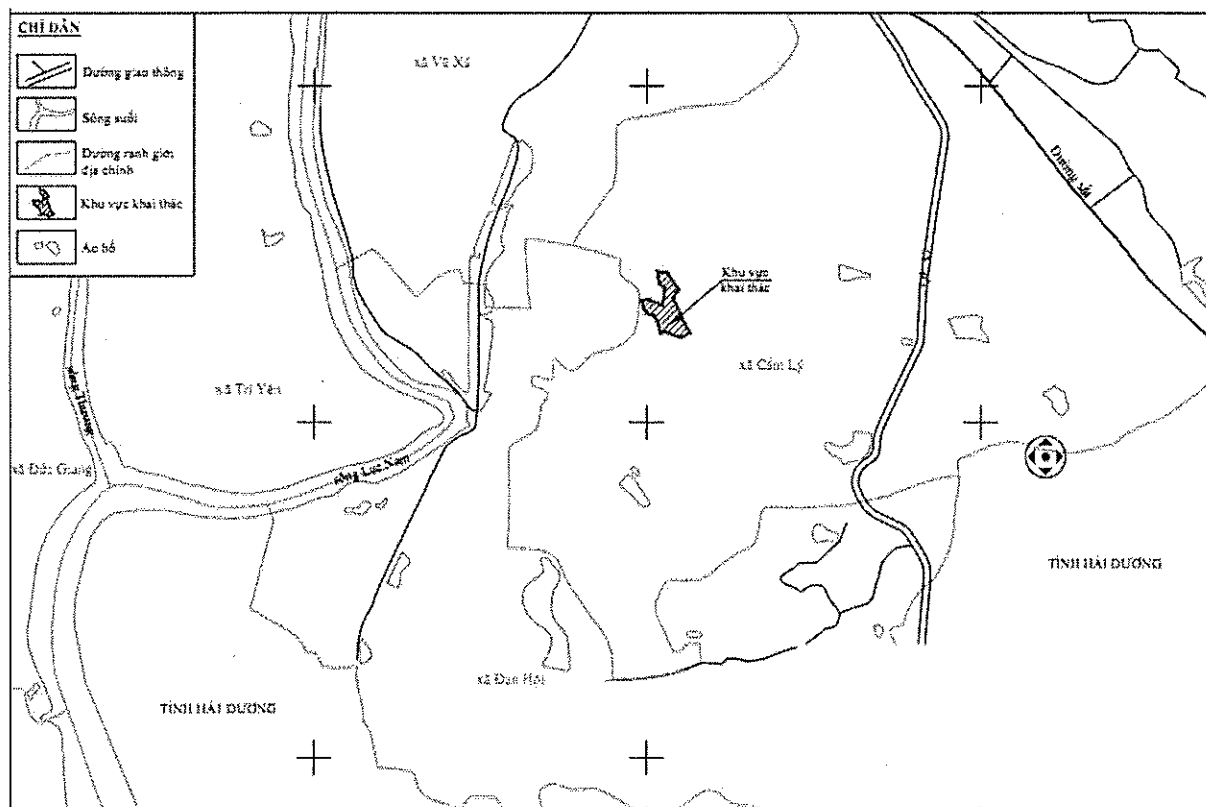 CHỈ DẪN
Đường giao thông
Sông suối
Đường ranh giới
địa chính
Khu vực khai thác
Ao hồ
xã Vũ Xá
Đường sắt
Khu vực
khai thác
xã Cẩm Lý
xã Trí Yên
sông Thương
xã Đức Giang
sông Lục Nam
TỈNH HẢI DƯƠNG
xã Đan Hội
TỈNH HẢI DƯƠNG